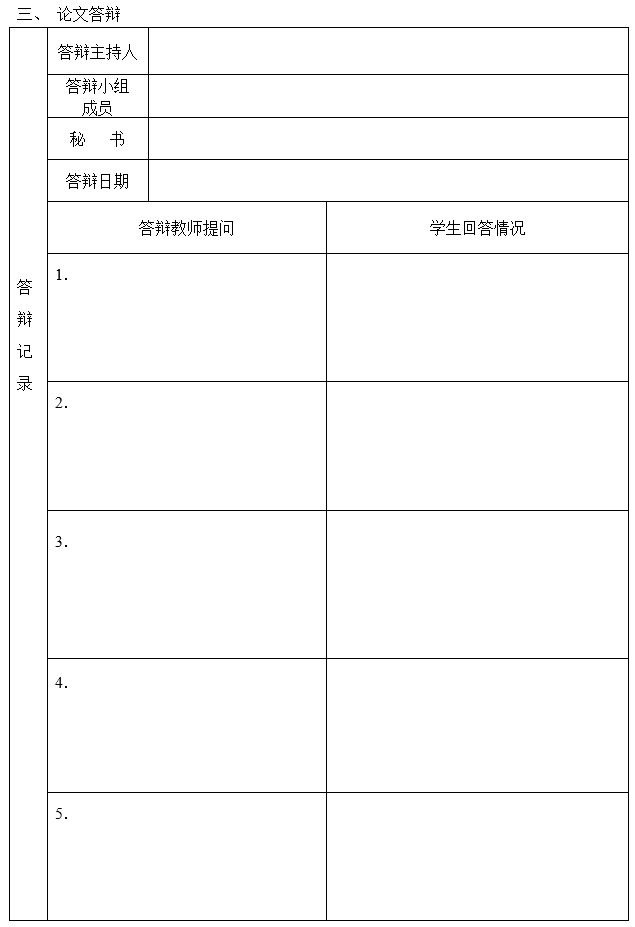 三、 论文答辩
答辩主持人
答辩小组
成员
秘 书
答辩日期
答辩教师提问
学生回答情况
答
辩
记
录
1.
2.
3.
4.
5.